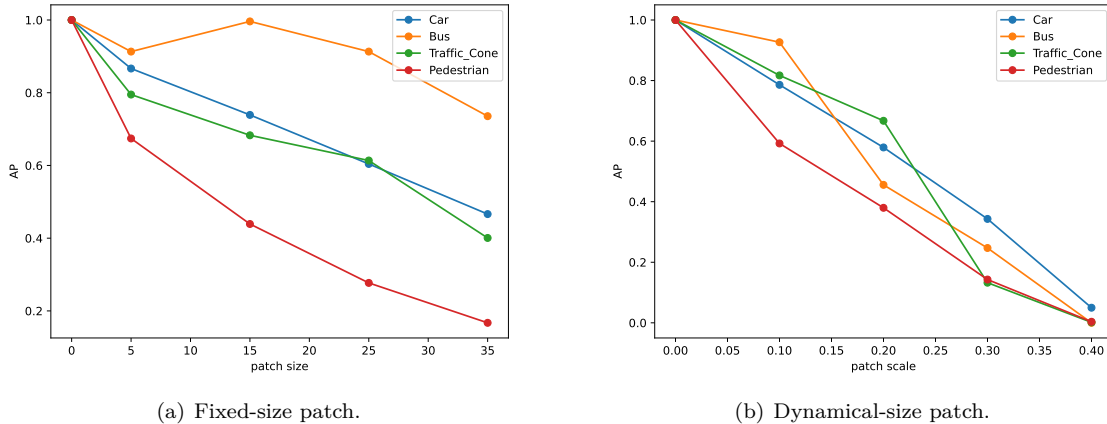 1.0
0.8
0.6
0.4
0.2
AP
0
5
10
15
20
25
30
35
patch size
Car
Bus
Traffic_Cone
Pedestrian
(a) Fixed-size patch.
1.0
0.8
0.6
0.4
0.2
0.0
AP
0.00
0.05
0.10
0.15
0.20
0.25
0.30
0.35
0.40
patch scale
Car
Bus
Traffic_Cone
Pedestrian
(b) Dynamical-size patch.